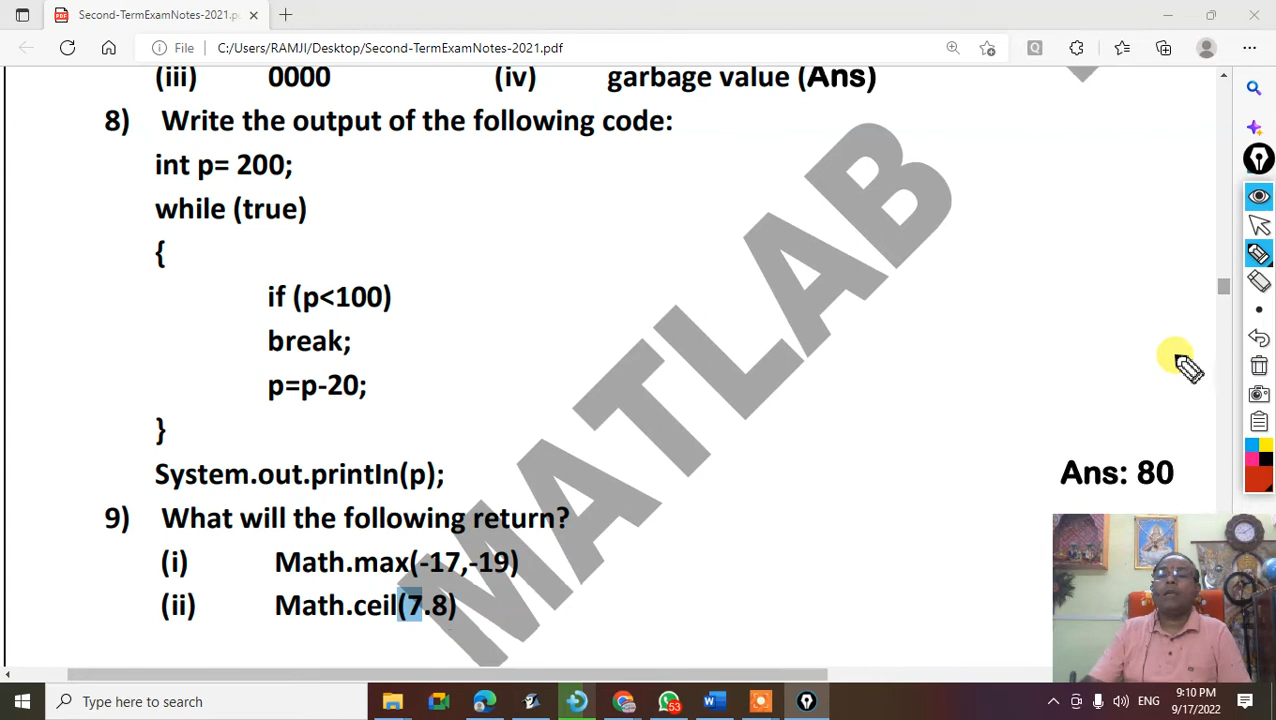 Second-TermExamNotes-2021.pd
File
C:/Users/RAMJI/Desktop/Second-TermExamNotes-2021.pdf
(iii) 0000 (iv) garbage value (Ans)
8) Write the output of the following code:
int p= 200;
while (true)
{
if (p<100)
break;
p=p-20;
}
System.out.printIn(p);
Ans: 80
9) What will the following return?
(i) Math.max(-17,-19)
(ii) Math.ceil(7.8)
MATLAB
Type here to search
53
ENG
9:10 PM
9/17/2022